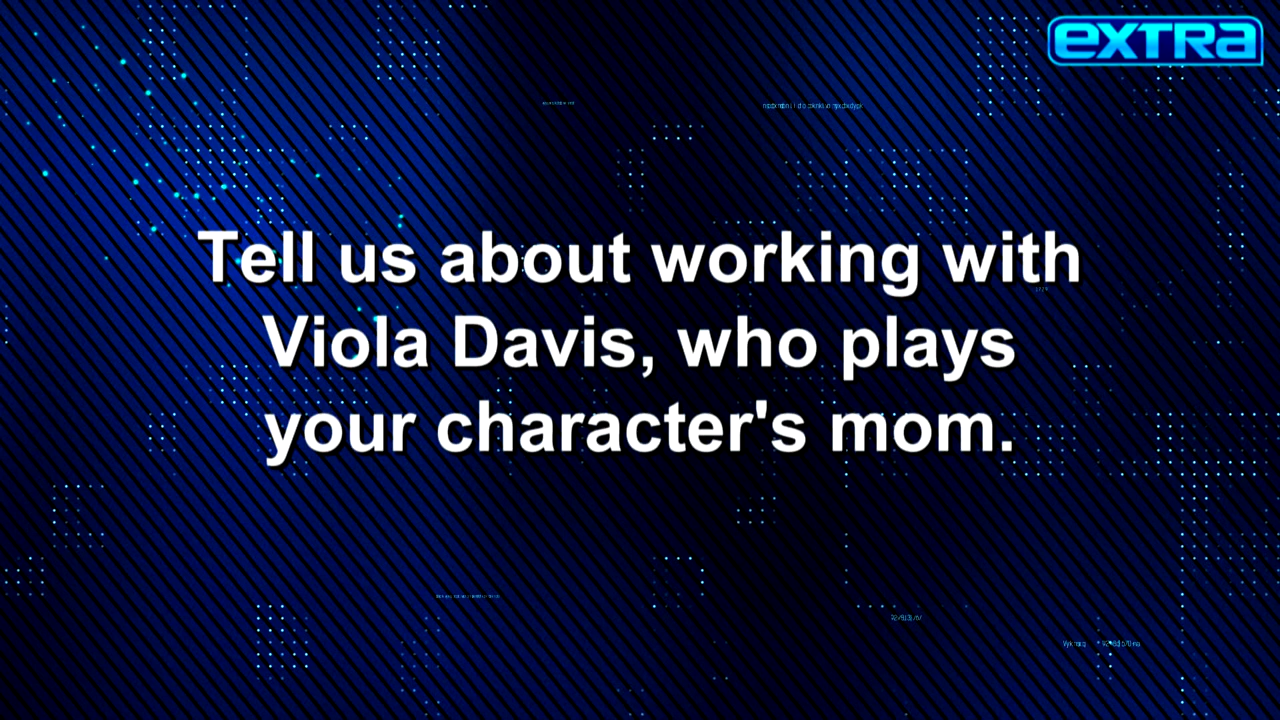 extra
Tell us about working with
Viola Davis, who plays
your character's mom.